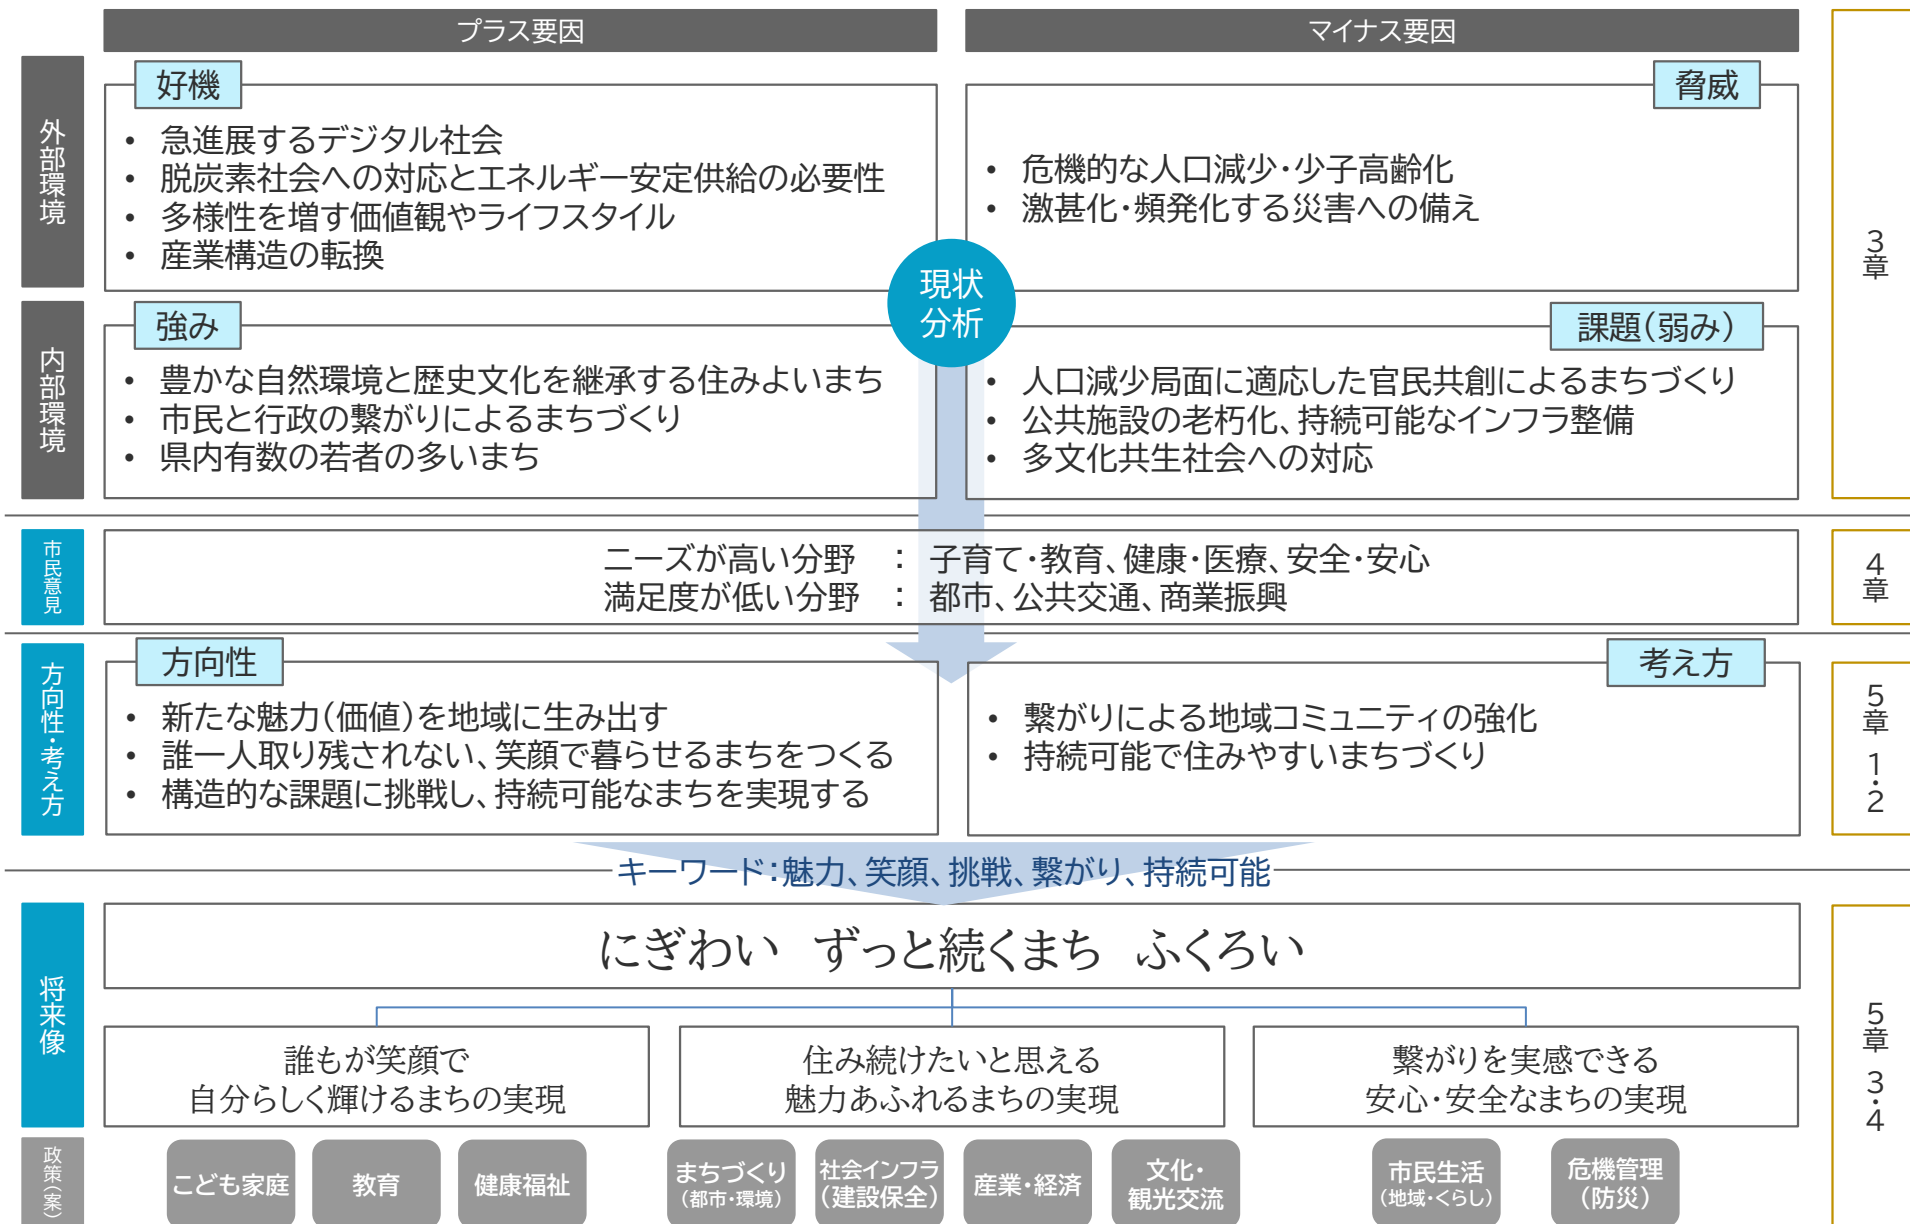 プラス要因
マイナス要因
外部環境
好機
• 急進展するデジタル社会
• 脱炭素社会への対応とエネルギー安定供給の必要性
• 多様性を増す価値観やライフスタイル
• 産業構造の転換
脅威
• 危機的な人口減少・少子高齢化
• 激甚化・頻発化する災害への備え
3章
現状
分析
内部環境
強み
• 豊かな自然環境と歴史文化を継承する住みよいまち
• 市民と行政の繋がりによるまちづくり
• 県内有数の若者の多いまち
課題(弱み)
• 人口減少局面に適応した官民共創によるまちづくり
• 公共施設の老朽化、持続可能なインフラ整備
• 多文化共生社会への対応
市民意見
ニーズが高い分野 : 子育て・教育、健康・医療、安全・安心
満足度が低い分野 : 都市、公共交通、商業振興
4章
方向性・考え方
方向性
• 新たな魅力(価値)を地域に生み出す
• 誰一人取り残されない、笑顔で暮らせるまちをつくる
• 構造的な課題に挑戦し、持続可能なまちを実現する
考え方
• 繋がりによる地域コミュニティの強化
• 持続可能で住みやすいまちづくり
5章 1・2
キーワード:魅力、笑顔、挑戦、繋がり、持続可能
将来像
にぎわい ずっと続くまち ふくろい
誰もが笑顔で
自分らしく輝けるまちの実現
住み続けたいと思える
魅力あふれるまちの実現
繋がりを実感できる
安心・安全なまちの実現
5章 3・4
政策(案)
こども家庭
教育
健康福祉
まちづくり
(都市・環境)
社会インフラ
(建設保全)
産業・経済
文化・
観光交流
市民生活
(地域・くらし)
危機管理
(防災)